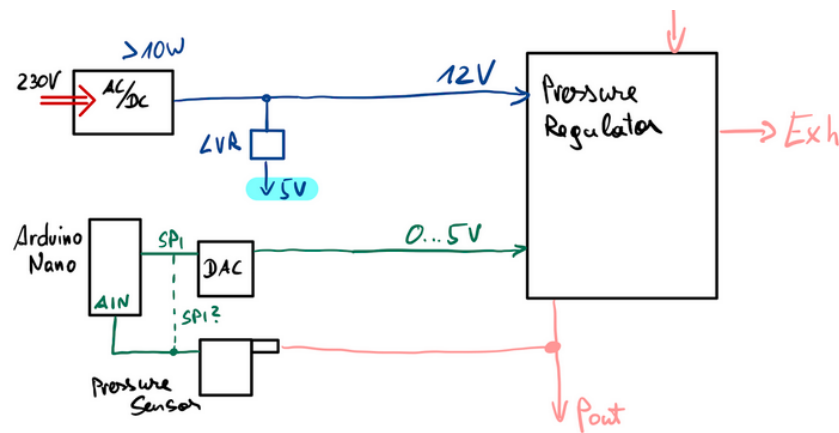 >10W
230V
AC/DC
12V
Pressure
Regulator
Exh
LVR
5V
Arduino
Nano
SPI
DAC
0...5V
AIN
SPI?
Pressure
Sensor
Pout